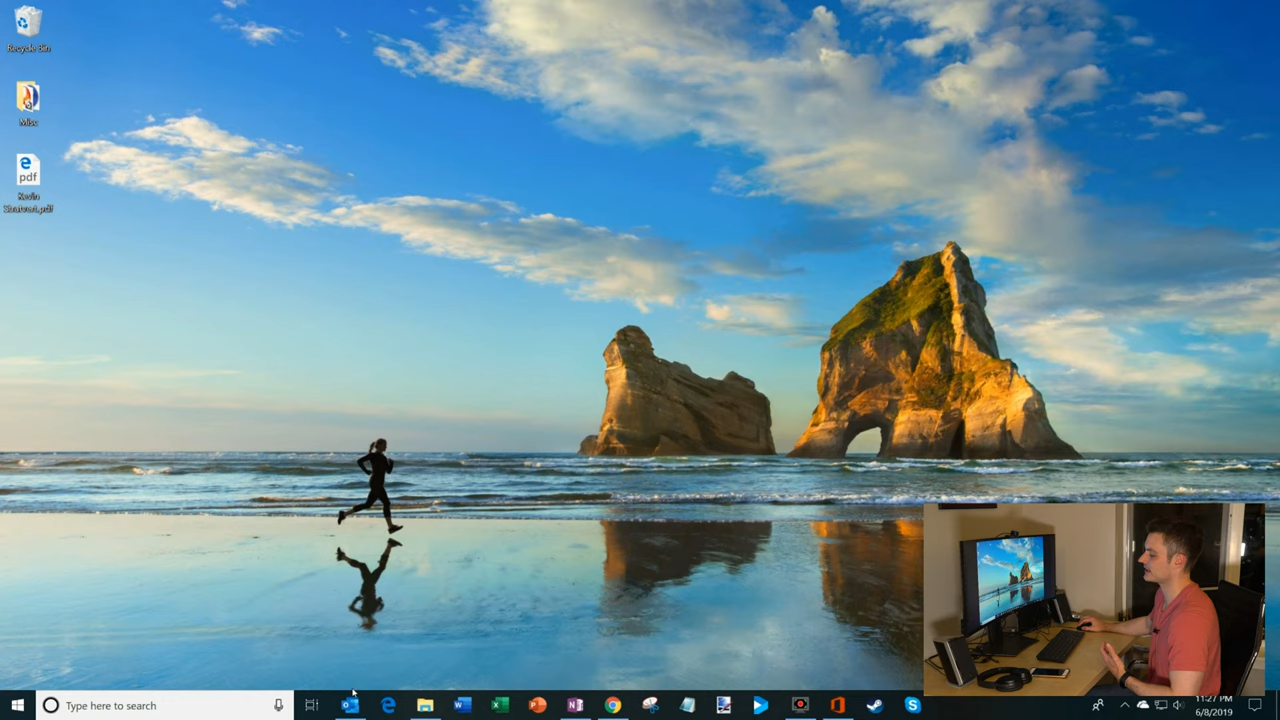 Recycle Bin
Misc
pdf
Kevin
Stratvert.pdf
Type here to search
11:27 PM
6/8/2019